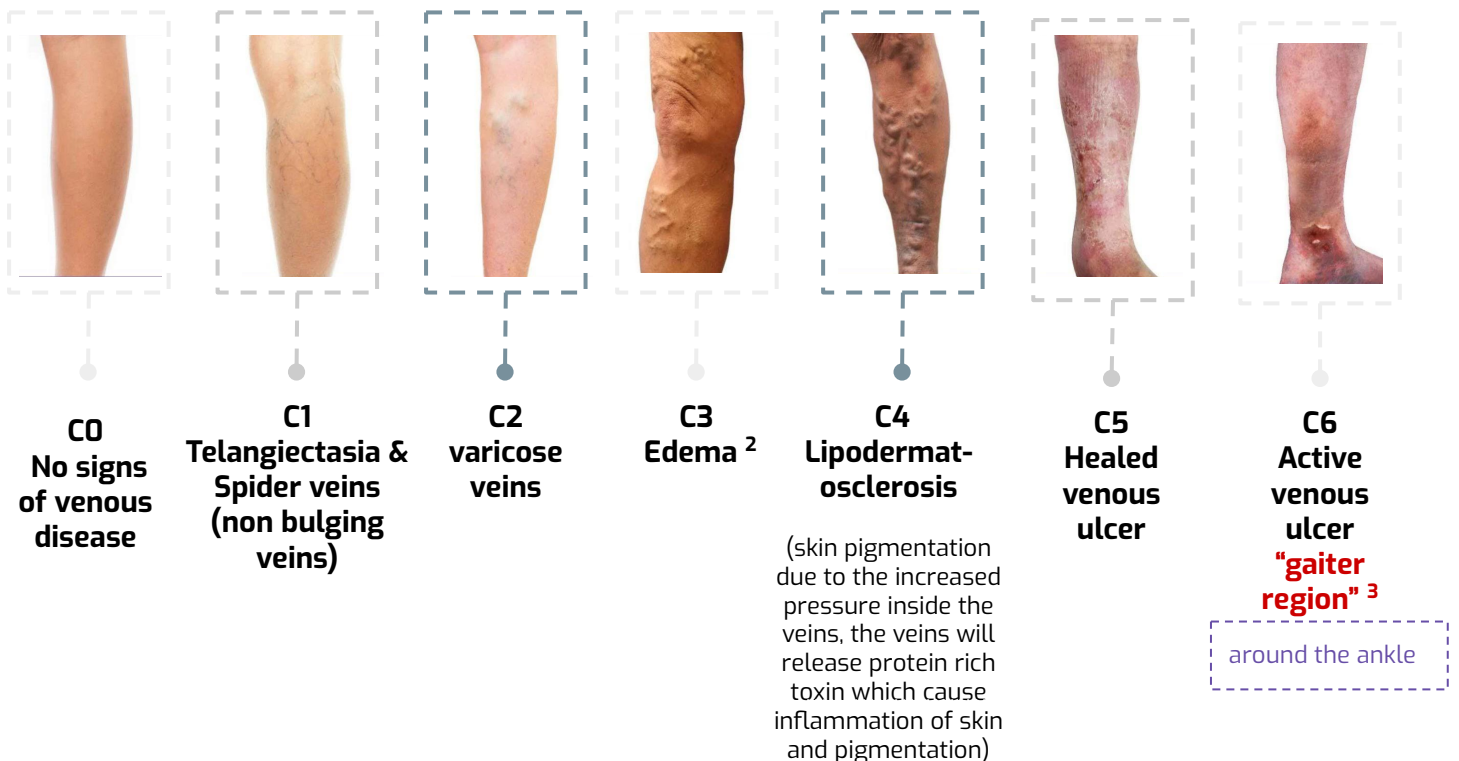 C0
No signs
of venous
disease
C1
Telangiectasia &
Spider veins
(non bulging
veins)
C2
varicose
veins
C3
Edema ²
C4
Lipodermat-
osclerosis
(skin pigmentation
due to the increased
pressure inside the
veins, the veins will
release protein rich
toxin which cause
inflammation of skin
and pigmentation)
C5
Healed
venous
ulcer
C6
Active
venous
ulcer
“gaiter
region” ³
around the ankle